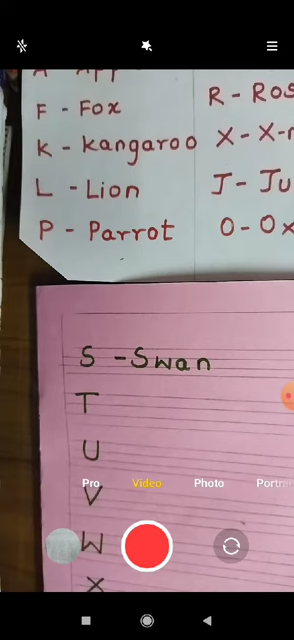 F - Fox
K - Kangaroo
L - Lion
P - Parrot
R - Ros
X - X-
J - Ju
O - Ox
S - Swan
T
U
V
W
X
Pro Video Photo